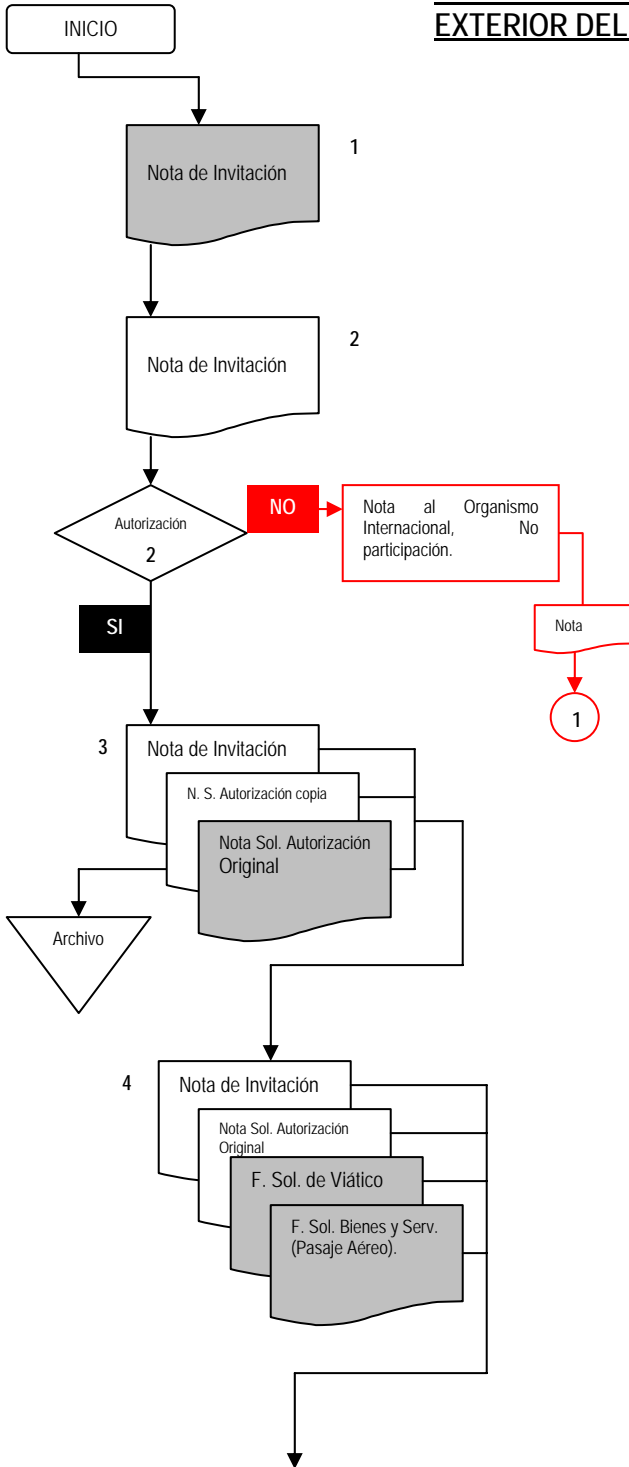 EXTERIOR DEL
INICIO
1
Nota de Invitación
2
Nota de Invitación
Autorización
2
NO
Nota al Organismo
Internacional, No
participación.
Nota
1
SI
3
Nota de Invitación
N. S. Autorización copia
Nota Sol. Autorización
Original
Archivo
4
Nota de Invitación
Nota Sol. Autorización
Original
F. Sol. de Viático
F. Sol. Bienes y Serv.
(Pasaje Aéreo).